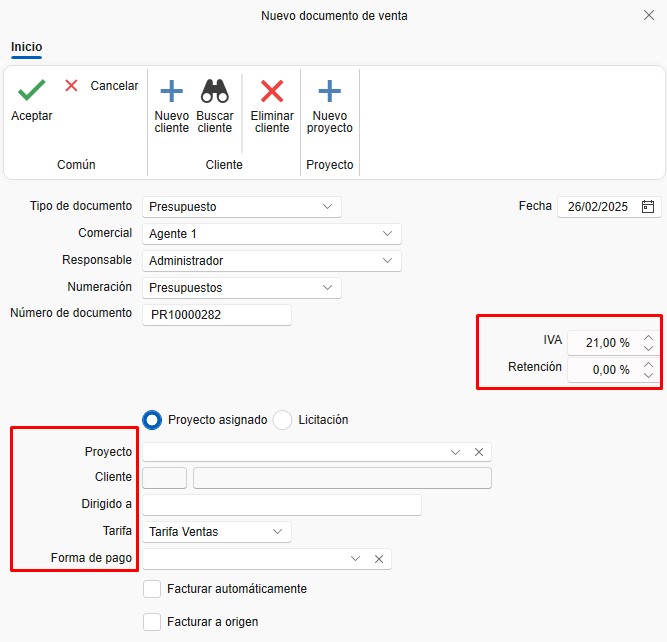 Nuevo documento de venta
Inicio
Aceptar
Cancelar
Nuevo cliente
Buscar cliente
Eliminar cliente
Nuevo proyecto
Común
Cliente
Proyecto
Tipo de documento Presupuesto
Fecha 26/02/2025
Comercial Agente 1
Responsable Administrador
Numeración Presupuestos
Número de documento PR10000282
IVA 21,00 %
Retención 0,00 %
Proyecto asignado Licitación
Proyecto
Cliente
Dirigido a
Tarifa Tarifa Ventas
Forma de pago
Facturar automáticamente
Facturar a origen